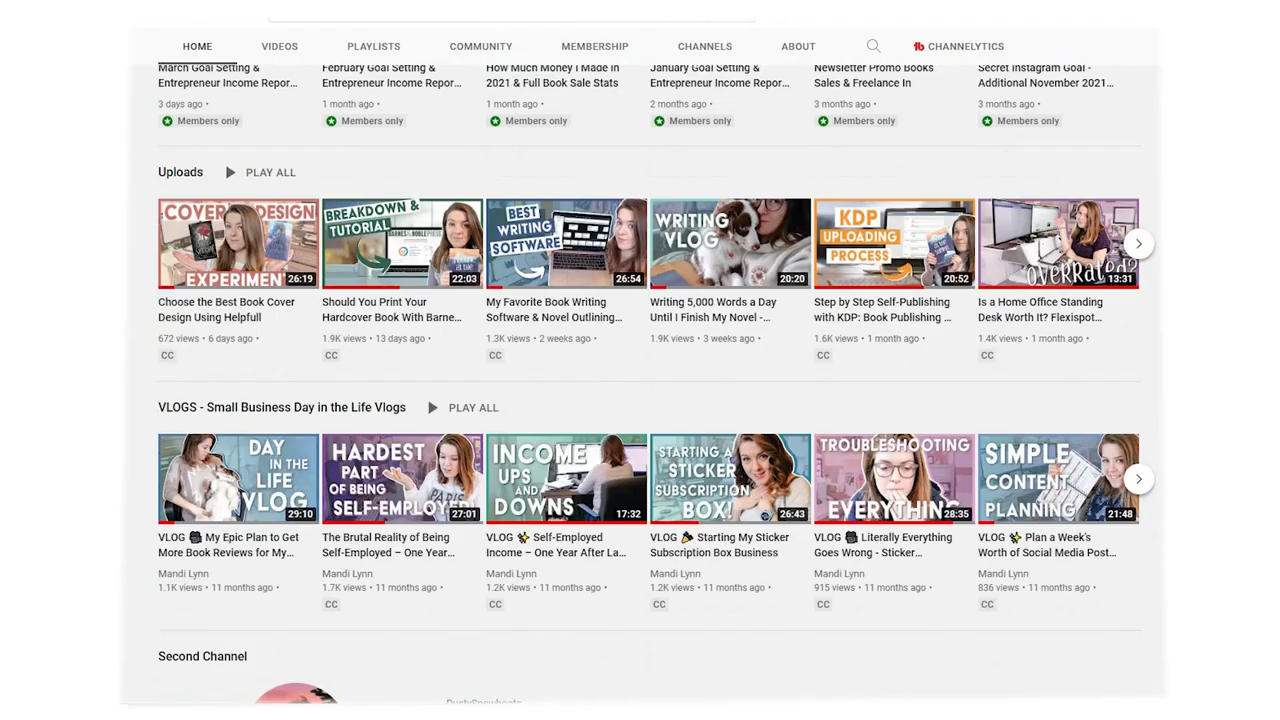 HOME VIDEOS PLAYLISTS COMMUNITY MEMBERSHIP CHANNELS ABOUT CHANNELYTICS
March Goal Setting &
Entrepreneur Income Repor...
3 days ago •
Members only
February Goal Setting &
Entrepreneur Income Repor...
1 month ago •
Members only
How Much Money I Made In
2021 & Full Book Sale Stats
1 month ago •
Members only
January Goal Setting &
Entrepreneur Income Repor...
2 months ago •
Members only
Newsletter Promo Books
Sales & Freelance In
3 months ago •
Members only
Secret Instagram Goal -
Additional November 2021...
3 months ago •
Members only
Uploads PLAY ALL
COVER DESIGN
EXPERIMENT
26:19
Choose the Best Book Cover
Design Using Helpfull
672 views • 6 days ago •
CC
BREAKDOWN &
TUTORIAL
BARNES & NOBLE PRESS
22:03
Should You Print Your
Hardcover Book With Barne...
1.9K views • 13 days ago •
CC
BEST
WRITING
SOFTWARE
26:54
My Favorite Book Writing
Software & Novel Outlining...
1.3K views • 2 weeks ago •
CC
WRITING
VLOG
20:20
Writing 5,000 Words a Day
Until I Finish My Novel -...
1.9K views • 3 weeks ago •
KDP
UPLOADING
PROCESS
20:52
Step by Step Self-Publishing
with KDP: Book Publishing ...
1.6K views • 1 month ago •
CC
OVERRATED?
13:31
Is a Home Office Standing
Desk Worth It? Flexispot...
1.4K views • 1 month ago •
CC
VLOGS - Small Business Day in the Life Vlogs PLAY ALL
DAY
IN THE
LIFE
VLOG
29:10
VLOG My Epic Plan to Get
More Book Reviews for My...
Mandi Lynn
1.1K views • 11 months ago •
HARDEST
PART
OF BEING
SELF-EMPLOYED
PARIS
27:01
The Brutal Reality of Being
Self-Employed – One Year...
Mandi Lynn
1.7K views • 11 months ago •
CC
INCOME
UPS
AND
DOWNS
17:32
VLOG ✨ Self-Employed
Income – One Year After La...
Mandi Lynn
1.2K views • 11 months ago •
CC
STARTING A
STICKER
SUBSCRIPTION
BOX!
26:43
VLOG 🎉 Starting My Sticker
Subscription Box Business
Mandi Lynn
1.2K views • 11 months ago •
CC
TROUBLESHOOTING
EVERYTHING
28:35
VLOG Literally Everything
Goes Wrong - Sticker...
Mandi Lynn
915 views • 11 months ago •
CC
SIMPLE
CONTENT
PLANNING
21:48
VLOG ✨ Plan a Week's
Worth of Social Media Post...
Mandi Lynn
836 views • 11 months ago •
CC
Second Channel
DustySnowboots